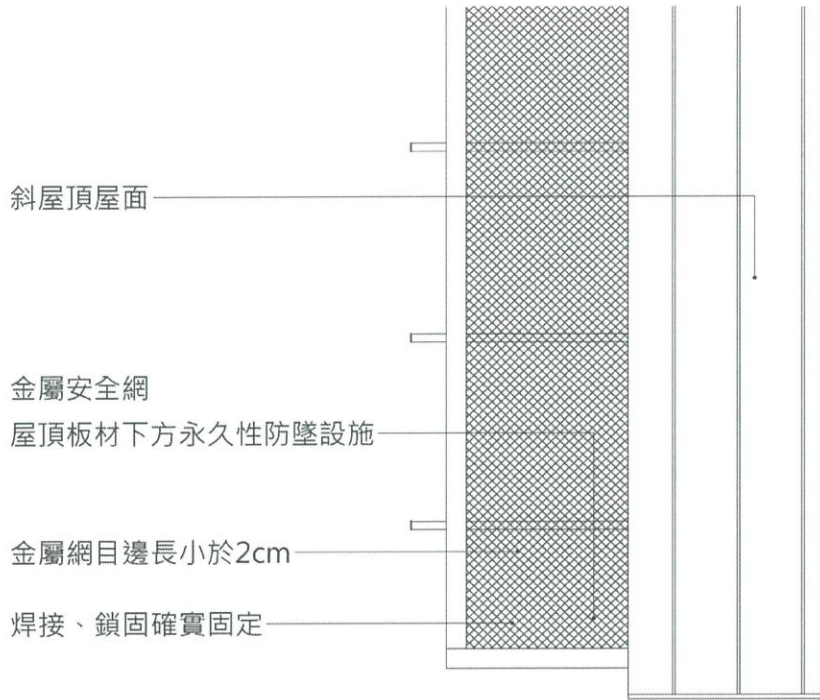 斜屋頂屋面
金屬安全網
屋頂板材下方永久性防墜設施
金屬網目邊長小於2cm
焊接、鎖固確實固定